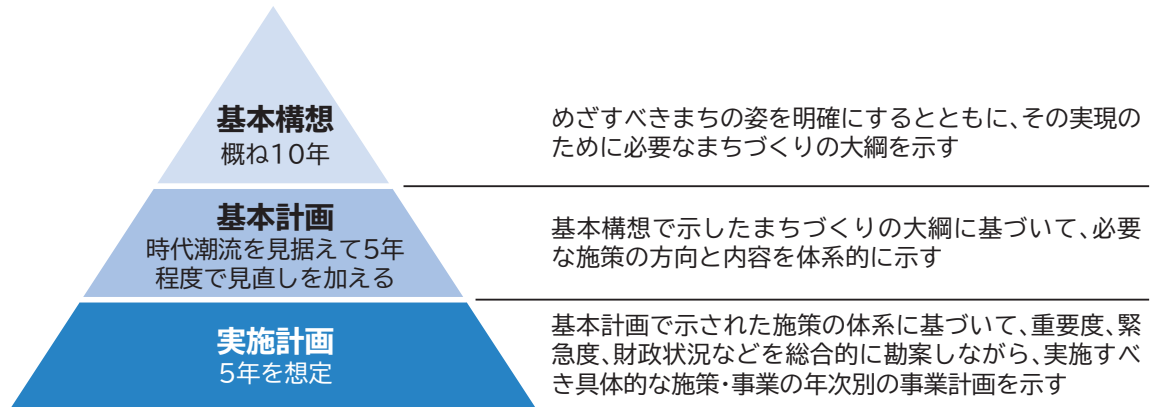 基本構想
概ね10年
めざすべきまちの姿を明確にするとともに、その実現の
ために必要なまちづくりの大綱を示す
基本計画
時代潮流を見据えて5年
程度で見直しを加える
基本構想で示したまちづくりの大綱に基づいて、必要
な施策の方向と内容を体系的に示す
実施計画
5年を想定
基本計画で示された施策の体系に基づいて、重要度、緊
急度、財政状況などを総合的に勘案しながら、実施すべ
き具体的な施策・事業の年次別の事業計画を示す